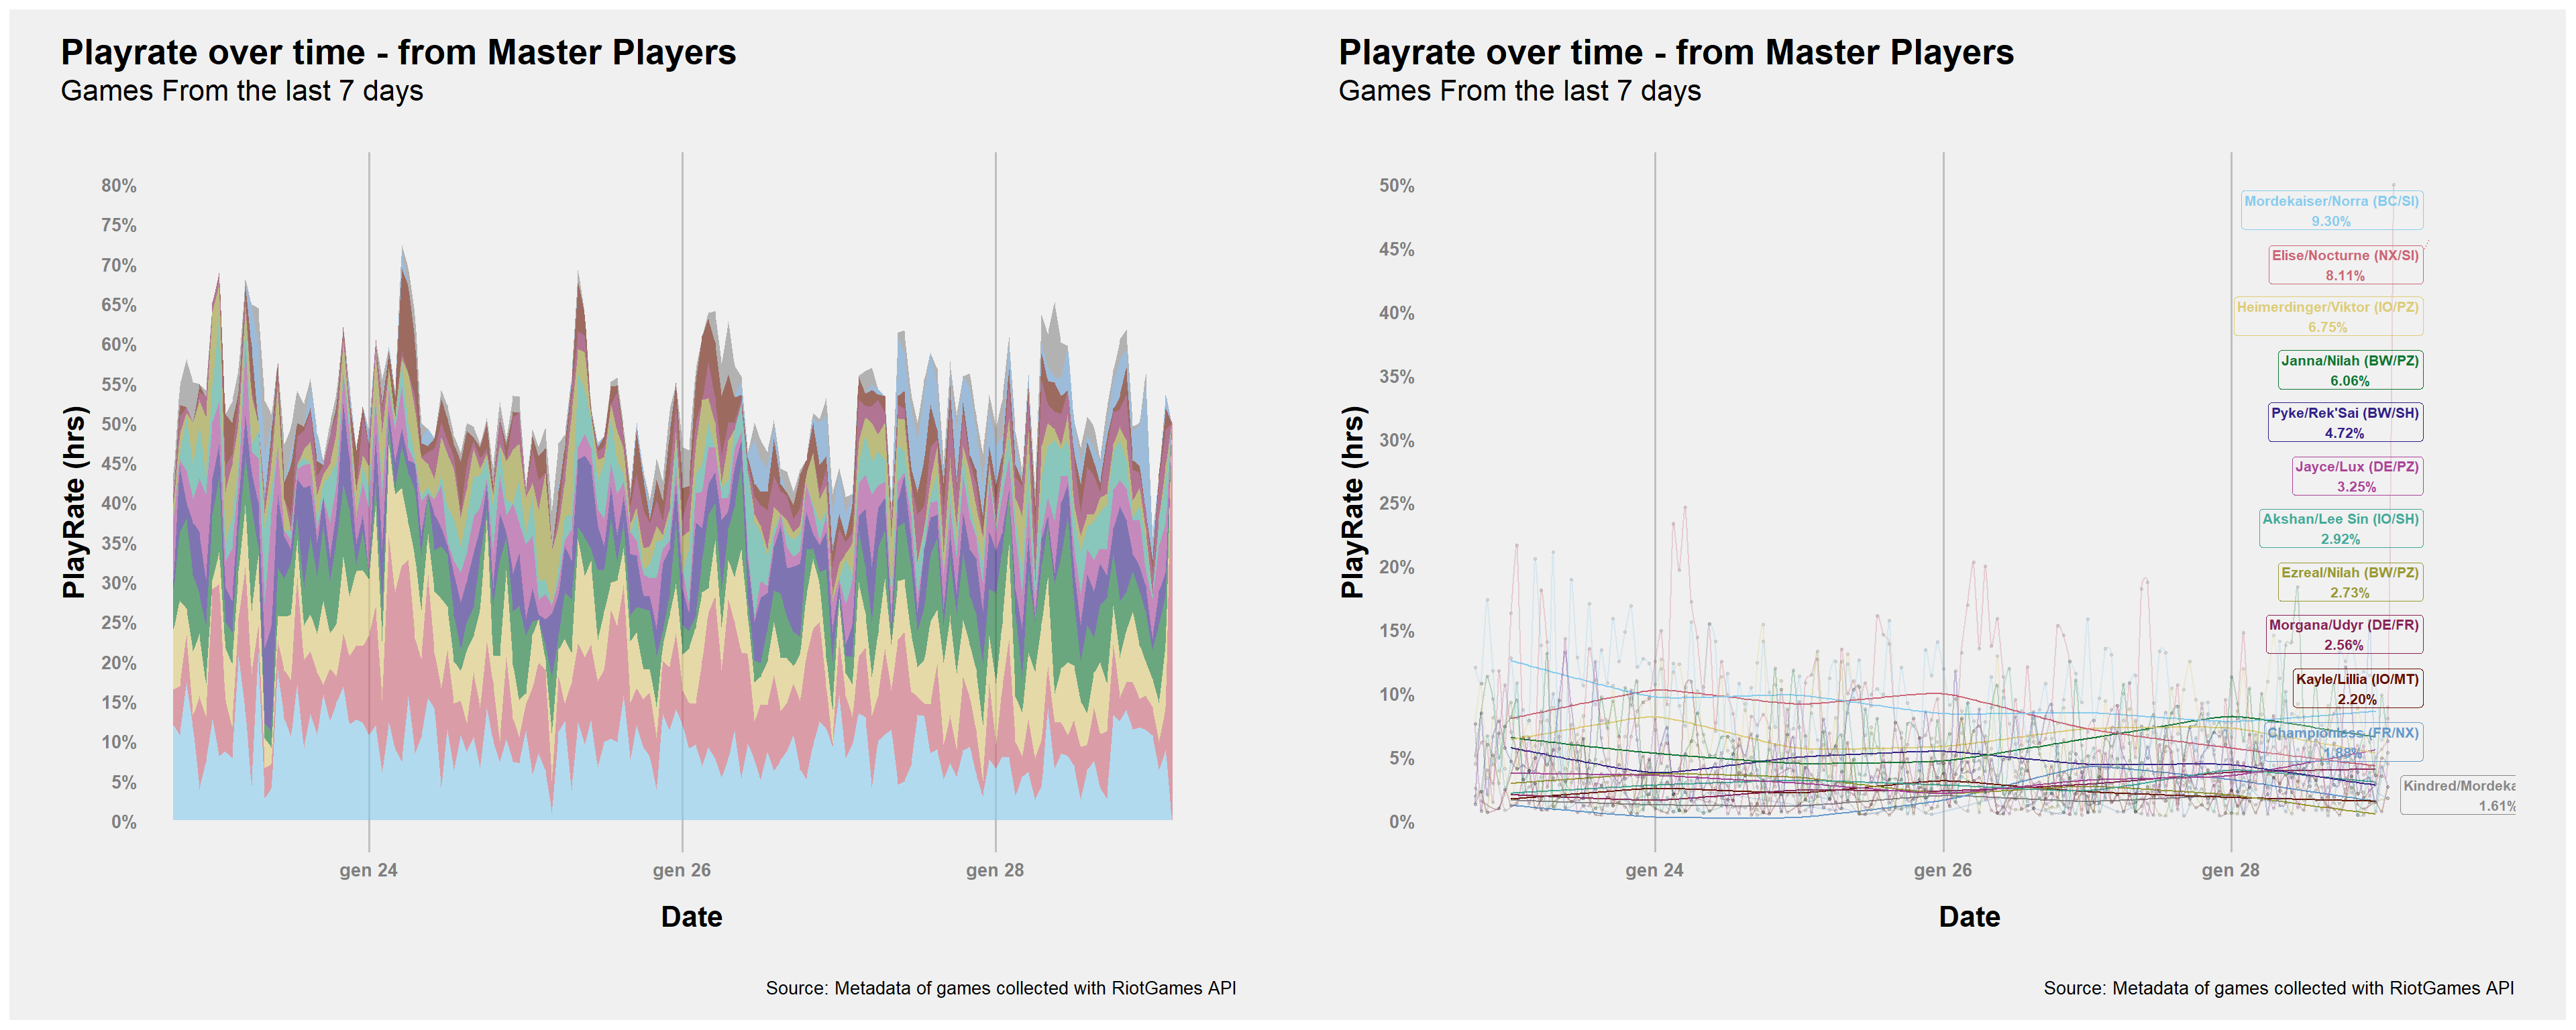 Playrate over time - from Master Players
Games From the last 7 days
80%
75%
70%
65%
60%
55%
50%
45%
40%
35%
30%
25%
20%
15%
10%
5%
0%
PlayRate (hrs)
gen 24
gen 26
gen 28
Date
Source: Metadata of games collected with RiotGames API
Playrate over time - from Master Players
Games From the last 7 days
50%
45%
40%
35%
30%
25%
20%
15%
10%
5%
0%
PlayRate (hrs)
Mordekaiser/Norra (BC/SI)
9.30%
Elise/Nocturne (NX/SI)
8.11%
Heimerdinger/Viktor (IO/PZ)
6.75%
Janna/Nilah (BW/PZ)
6.06%
Pyke/Rek'Sai (BW/SH)
4.72%
Jayce/Lux (DE/PZ)
3.25%
Akshan/Lee Sin (IO/SH)
2.92%
Ezreal/Nilah (BW/PZ)
2.73%
Morgana/Udyr (DE/FR)
2.56%
Kayle/Lillia (IO/MT)
2.20%
Championless (FR/NX)
1.88%
Kindred/Mordeka
1.61%
gen 24
gen 26
gen 28
Date
Source: Metadata of games collected with RiotGames API